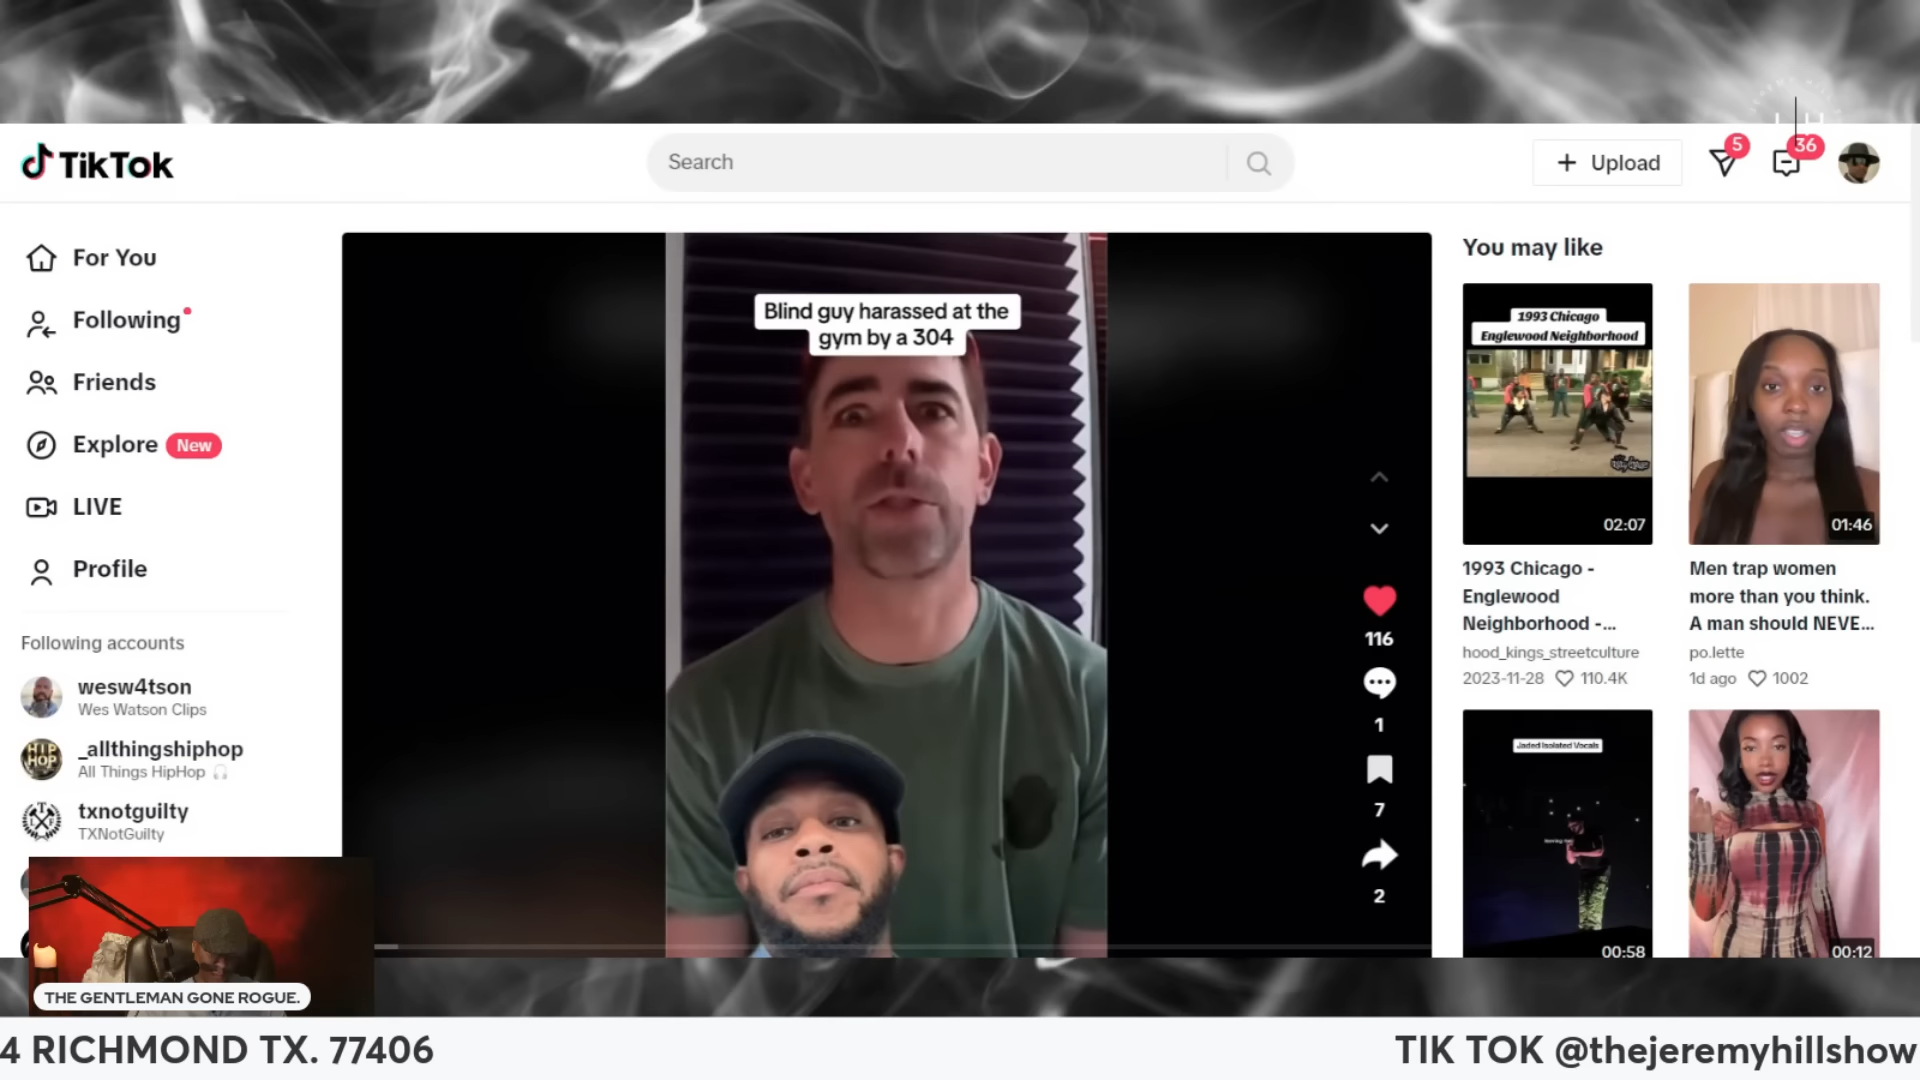 TikTok
Search
+ Upload
5
36
For You
Following
Friends
Explore New
LIVE
Profile
Following accounts
wesw4tson
Wes Watson Clips
_allthingshiphop
All Things HipHop
txnotguilty
TXNotGuilty
HIP
HOP
Blind guy harassed at the
gym by a 304
116
1
7
2
You may like
1993 Chicago
Englewood Neighborhood
02:07
1993 Chicago -
Englewood
Neighborhood -...
hood_kings_streetculture
2023-11-28 110.4K
01:46
Men trap women
more than you think.
A man should NEVE...
po.lette
1d ago 1002
Jaded Isolated Vocals
00:58
00:12
THE GENTLEMAN GONE ROGUE.
4 RICHMOND TX. 77406
TIK TOK @thejeremyhillshow